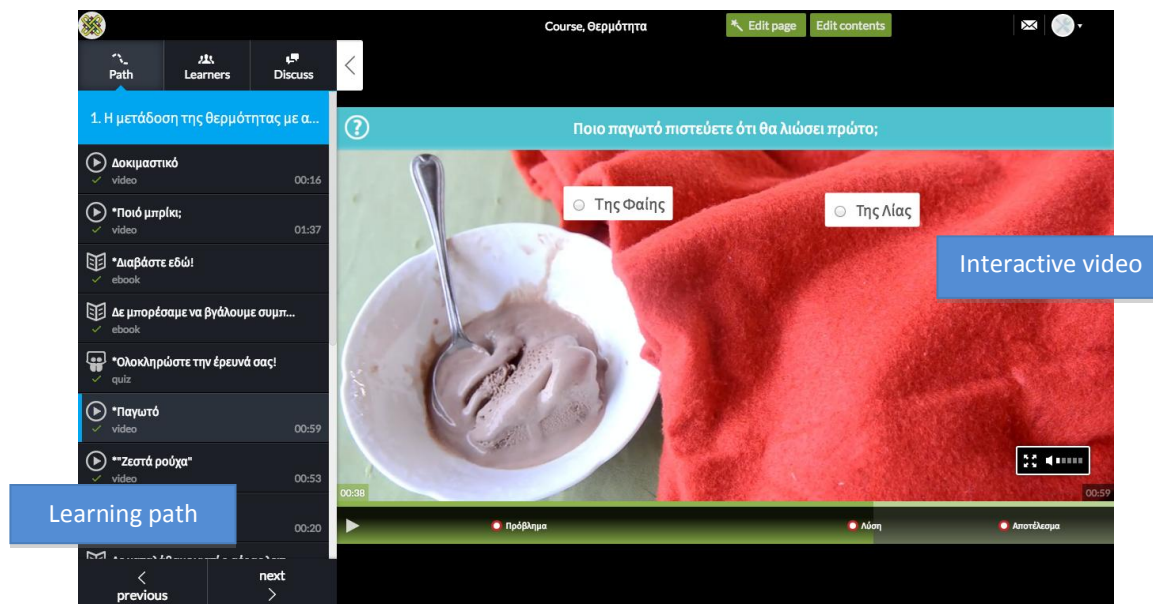 Course, Θερμότητα
Edit page
Edit contents
Path
Learners
Discuss
1. Η μετάδοση της θερμότητας με α...
Δοκιμαστικό
video
00:16
*Ποιό μπρίκι;
video
01:37
*Διαβάστε εδώ!
ebook
Δε μπορέσαμε να βγάλουμε συμπ...
ebook
*Ολοκληρώστε την έρευνά σας!
quiz
*Παγωτό
video
00:59
*"Ζεστά ρούχα"
video
00:53
00:20
previous
next
Learning path
Ποιο παγωτό πιστεύετε ότι θα λιώσει πρώτο;
Της Φαίης
Της Λίας
Interactive video
00:38
00:59
Πρόβλημα
Λύση
Αποτέλεσμα